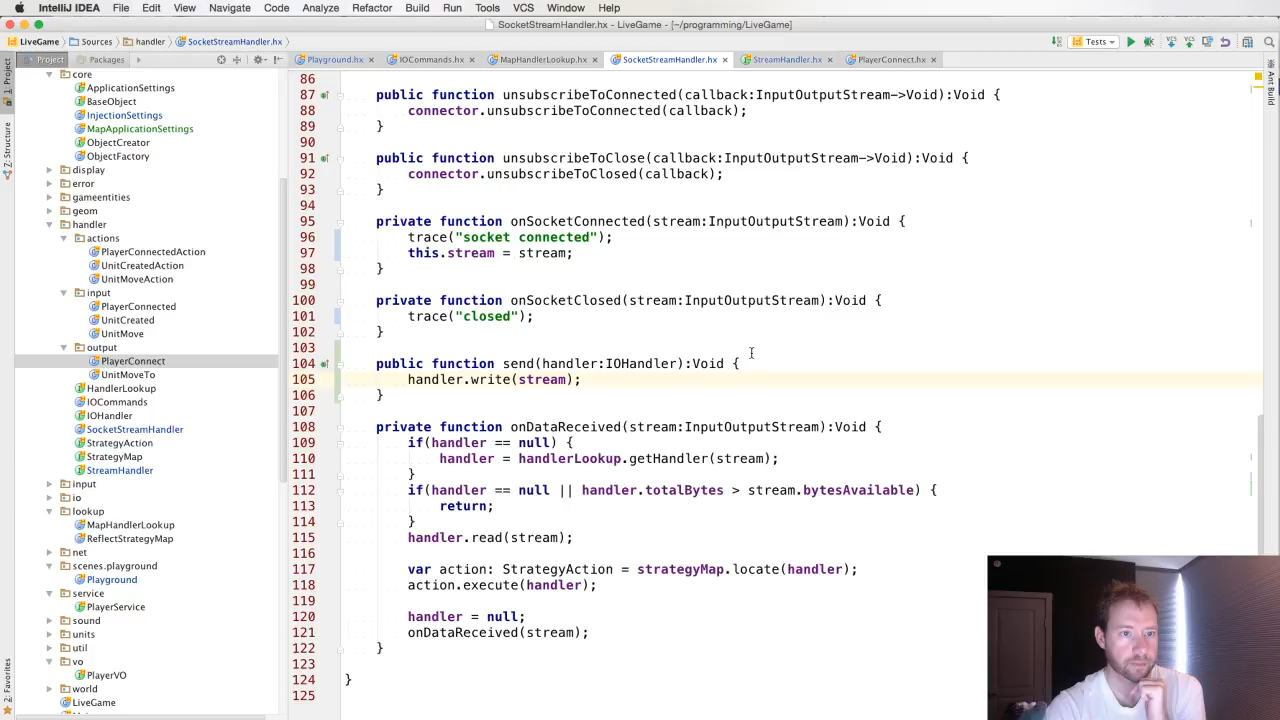 IntelliJ IDEA File Edit View Navigate Code Analyze Refactor Build Run Tools VCS Window Help
SocketStreamHandler.hx - LiveGame - [~/programming/LiveGame]
LiveGame Sources handler SocketStreamHandler.hx Tests
Project Packages
Playground.hx IOCommands.hx MapHandlerLookup.hx SocketStreamHandler.hx StreamHandler.hx PlayerConnect.hx
1: Project
7: Structure
2: Favorites
Ant Build
core
ApplicationSettings
BaseObject
InjectionSettings
MapApplicationSettings
ObjectCreator
ObjectFactory
display
error
gameentities
geom
handler
actions
PlayerConnectedAction
UnitCreatedAction
UnitMoveAction
input
PlayerConnected
UnitCreated
UnitMove
output
PlayerConnect
UnitMoveTo
HandlerLookup
IOCommands
IOHandler
SocketStreamHandler
StrategyAction
StrategyMap
StreamHandler
input
io
lookup
MapHandlerLookup
ReflectStrategyMap
net
scenes.playground
Playground
service
PlayerService
sound
units
util
vo
PlayerVO
world
LiveGame
86
87 public function unsubscribeToConnected(callback:InputOutputStream->Void):Void {
88 connector.unsubscribeToConnected(callback);
89 }
90
91 public function unsubscribeToClose(callback:InputOutputStream->Void):Void {
92 connector.unsubscribeToClosed(callback);
93 }
94
95 private function onSocketConnected(stream:InputOutputStream):Void {
96 trace("socket connected");
97 this.stream = stream;
98 }
99
100 private function onSocketClosed(stream:InputOutputStream):Void {
101 trace("closed");
102 }
103
104 public function send(handler:IOHandler):Void {
105 handler.write(stream);
106 }
107
108 private function onDataReceived(stream:InputOutputStream):Void {
109 if(handler == null) {
110 handler = handlerLookup.getHandler(stream);
111 }
112 if(handler == null || handler.totalBytes > stream.bytesAvailable) {
113 return;
114 }
115 handler.read(stream);
116
117 var action: StrategyAction = strategyMap.locate(handler);
118 action.execute(handler);
119
120 handler = null;
121 onDataReceived(stream);
122 }
123
124 }
125